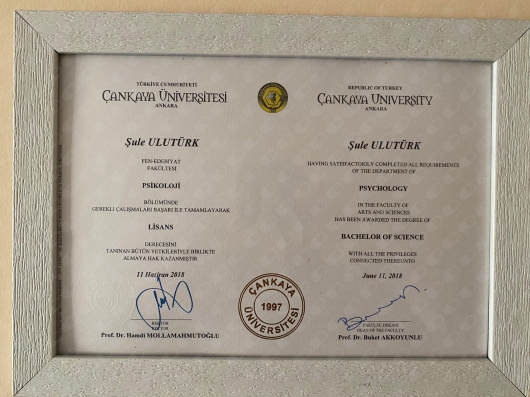 TÜRKİYE CUMHURİYETİ
ÇANKAYA ÜNİVERSİTESİ
ANKARA
Şule ULUTÜRK
FEN-EDEBİYAT
FAKÜLTESİ
PSİKOLOJİ
BÖLÜMÜNDE
GEREKLİ ÇALIŞMALARI BAŞARI İLE TAMAMLAYARAK
LİSANS
DERECESİNİ
TANINAN BÜTÜN YETKİLERİYLE BİRLİKTE
ALMAYA HAK KAZANMIŞTIR
11 Haziran 2018
REKTÖR
RECTOR
Prof. Dr. Hamdi MOLLAMAHMUTOĞLU
ÇANKAYA
1997
ÜNİVERSİTESİ
REPUBLIC OF TURKEY
ÇANKAYA UNIVERSITY
ANKARA
Şule ULUTÜRK
HAVING SATISFACTORILY COMPLETED ALL REQUIREMENTS
OF THE DEPARTMENT OF
PSYCHOLOGY
IN THE FACULTY OF
ARTS AND SCIENCES
HAS BEEN AWARDED THE DEGREE OF
BACHELOR OF SCIENCE
WITH ALL THE PRIVILEGES
CONNECTED THEREUNTO
June 11, 2018
FAKÜLTE DEKANI
DEAN OF THE FACULTY
Prof. Dr. Buket AKKOYUNLU